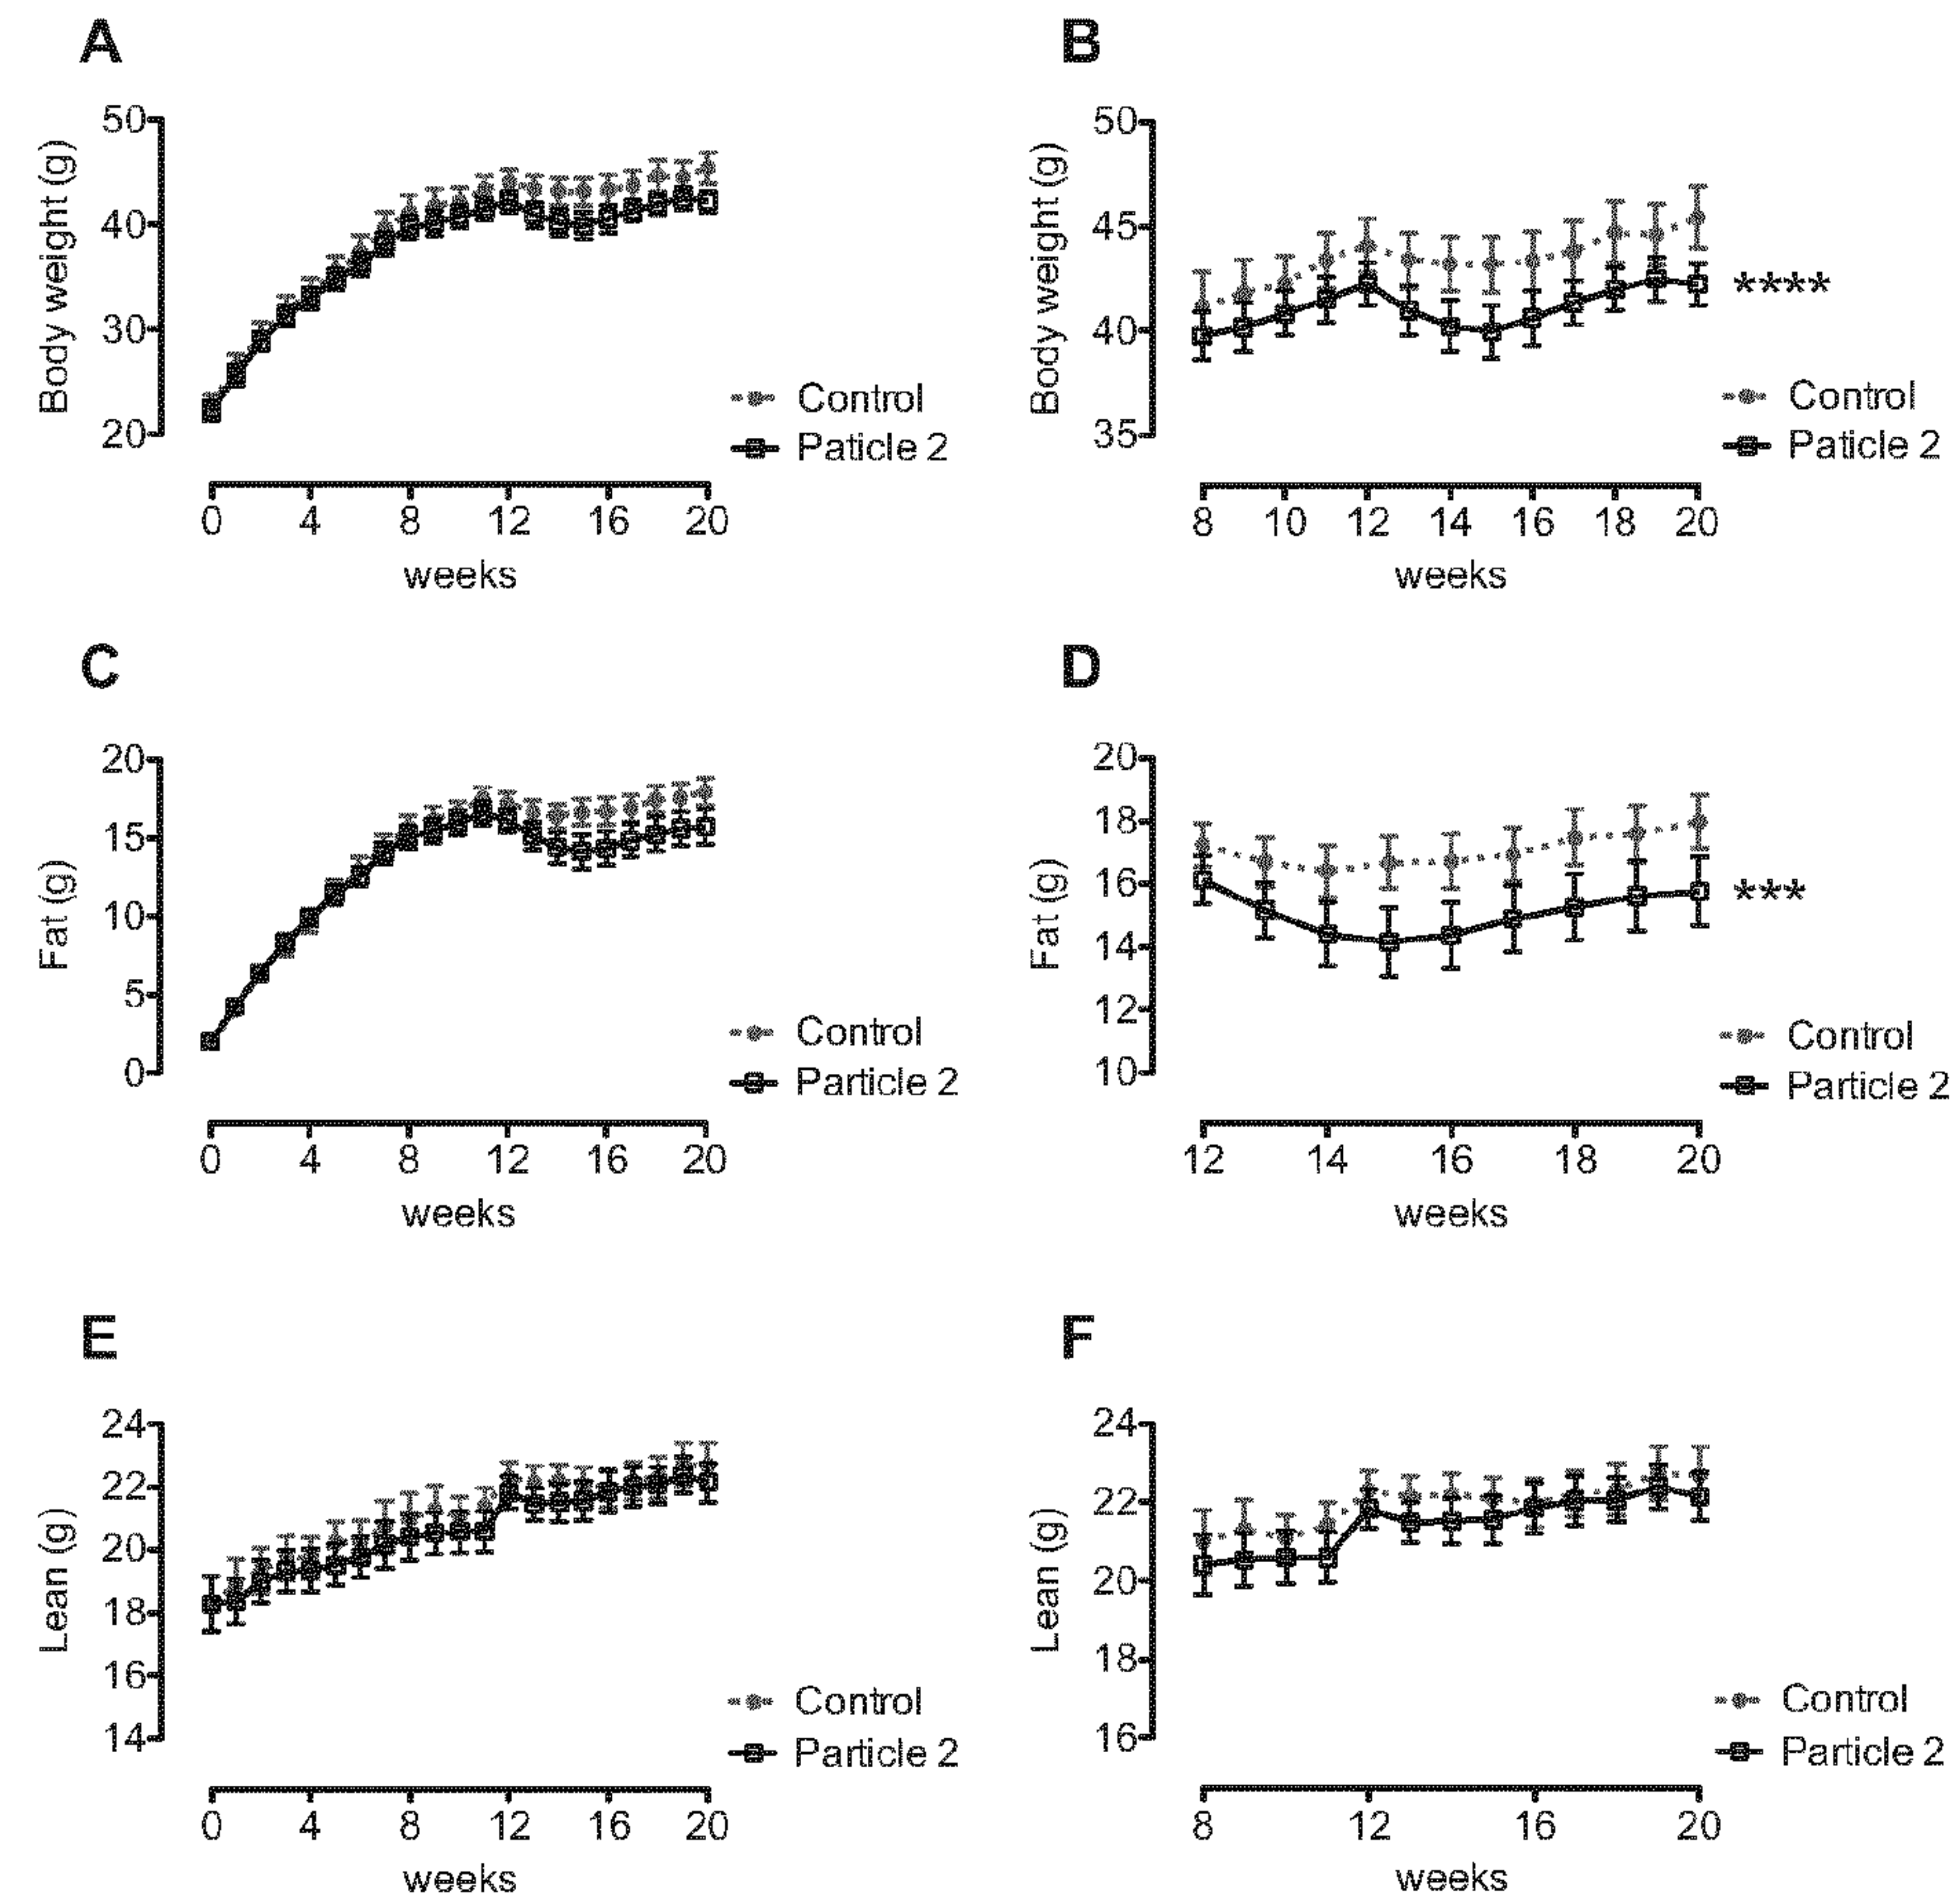 A
Body weight (g)
50
40
30
20
Control
Paticle 2
0 4 8 12 16 20
weeks
B
Body weight (g)
50
45
40
35
****
Control
Paticle 2
8 10 12 14 16 18 20
weeks
C
Fat (g)
20
15
10
5
0
Control
Particle 2
0 4 8 12 16 20
weeks
D
Fat (g)
20
18
16
14
12
10
***
Control
Particle 2
12 14 16 18 20
weeks
E
Lean (g)
24
22
20
18
16
14
Control
Particle 2
0 4 8 12 16 20
weeks
F
Lean (g)
24
22
20
18
16
Control
Particle 2
8 12 16 20
weeks